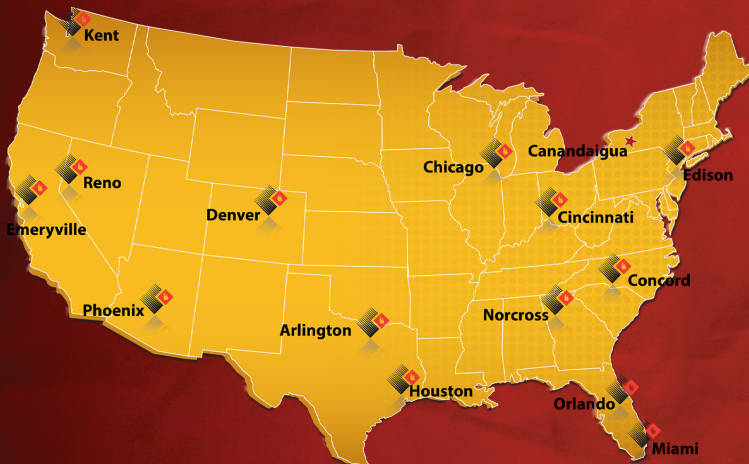 Kent
Chicago
Canandaigua
Edison
Reno
Denver
Cincinnati
Emeryville
Concord
Phoenix
Norcross
Arlington
Houston
Orlando
Miami